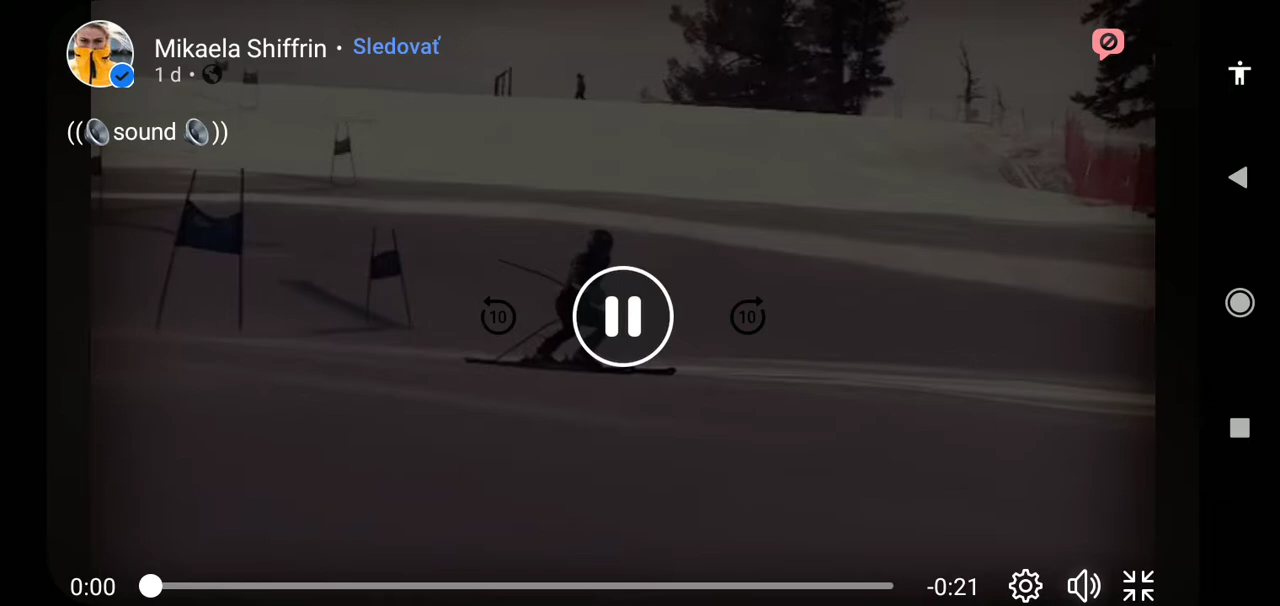 Mikaela Shiffrin • Sledovať
1 d •
((🔊sound 🔊))
10
10
0:00
-0:21